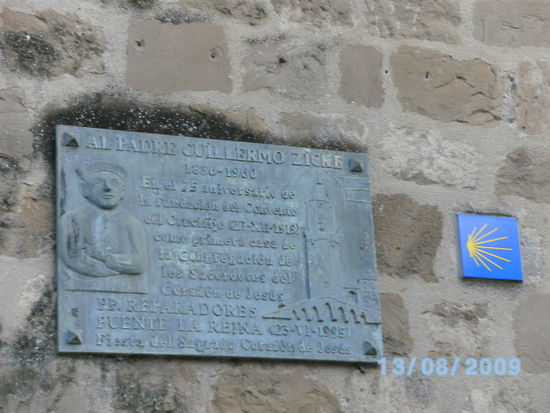 AL PADRE GUILLERMO ZICKE
1836-1960
En el 75 aniversario de
la fundación del Convento
del Crucifijo (27-XII-1919)
como primera casa de
la Congregación de
los Sacerdotes del
Corazón de Jesús
PP. REPARADORES
PUENTE LA REINA (23-VI-1995)
Fiesta del Sagrado Corazón de Jesús
13/08/2009